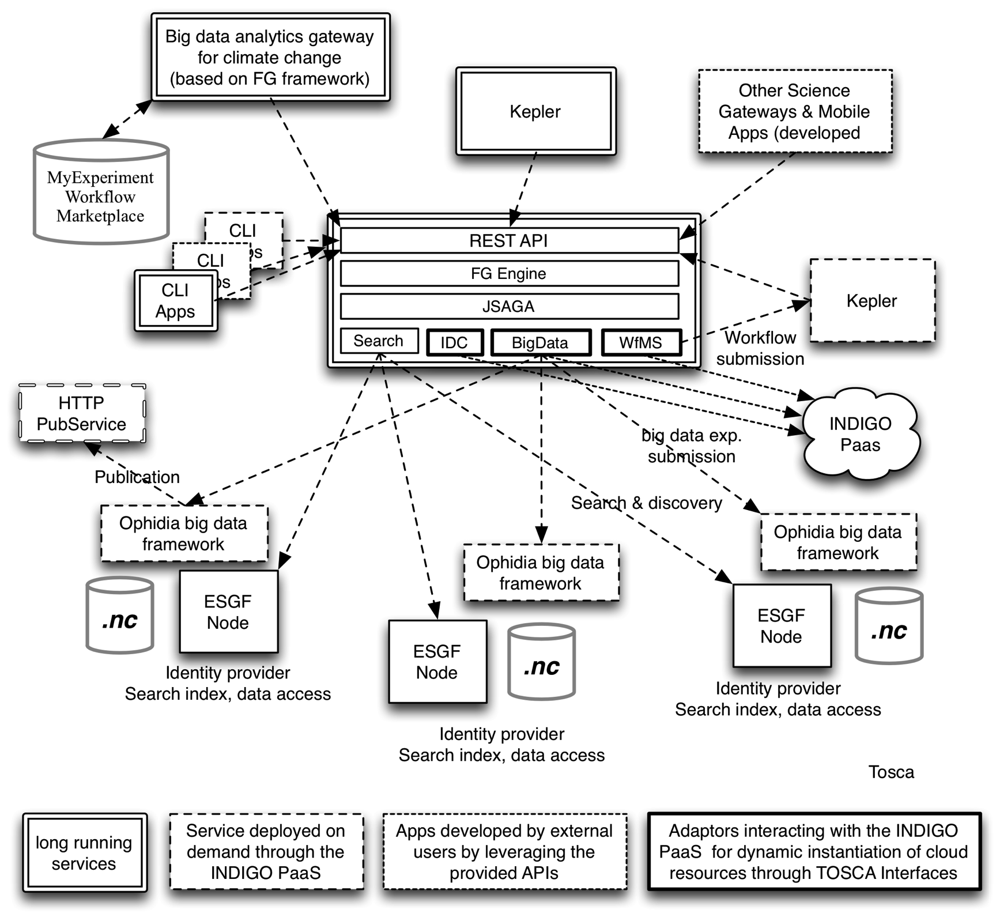 Big data analytics gateway
for climate change
(based on FG framework)
Kepler
Other Science
Gateways & Mobile
Apps (developed
MyExperiment
Workflow
Marketplace
CLI
ps
CLI
ps
CLI
Apps
REST API
FG Engine
JSAGA
Search
IDC
BigData
WfMS
Kepler
Workflow
submission
HTTP
PubService
INDIGO
Paas
big data exp.
submission
Publication
Search & discovery
Ophidia big data
framework
Ophidia big data
framework
Ophidia big data
framework
.nc
ESGF
Node
ESGF
Node
.nc
ESGF
Node
.nc
Identity provider
Search index, data access
Identity provider
Search index, data access
Identity provider
Search index, data access
Tosca
long running
services
Service deployed on
demand through the
INDIGO PaaS
Apps developed by external
users by leveraging the
provided APIs
Adaptors interacting with the INDIGO
PaaS for dynamic instantiation of cloud
resources through TOSCA Interfaces